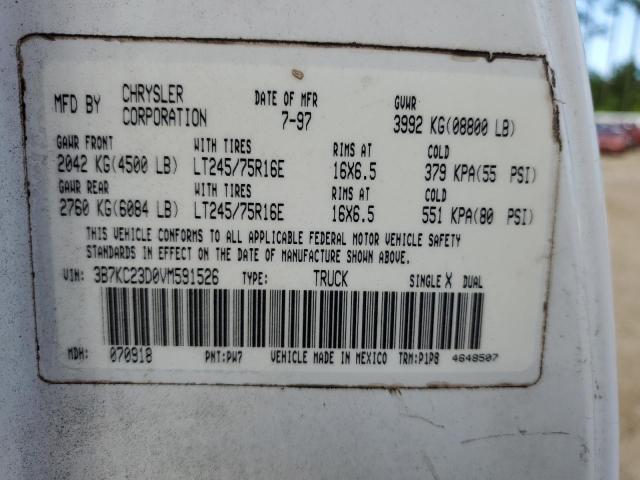 MFD BY CHRYSLER CORPORATION DATE OF MFR 7-97 GVWR 3992 KG(08800 LB)
GAWR FRONT WITH TIRES RIMS AT COLD
2042 KG(4500 LB) LT245/75R16E 16X6.5 379 KPA(55 PSI)
GAWR REAR WITH TIRES RIMS AT COLD
2760 KG(6084 LB) LT245/75R16E 16X6.5 551 KPA(80 PSI)
THIS VEHICLE CONFORMS TO ALL APPLICABLE FEDERAL MOTOR VEHICLE SAFETY
STANDARDS IN EFFECT ON THE DATE OF MANUFACTURE SHOWN ABOVE.
VIN: 3B7KC23D0VM591526 TYPE: TRUCK SINGLE X DUAL
MDH: 070918 PNT:PW7 VEHICLE MADE IN MEXICO TRM:P1P8 4648507